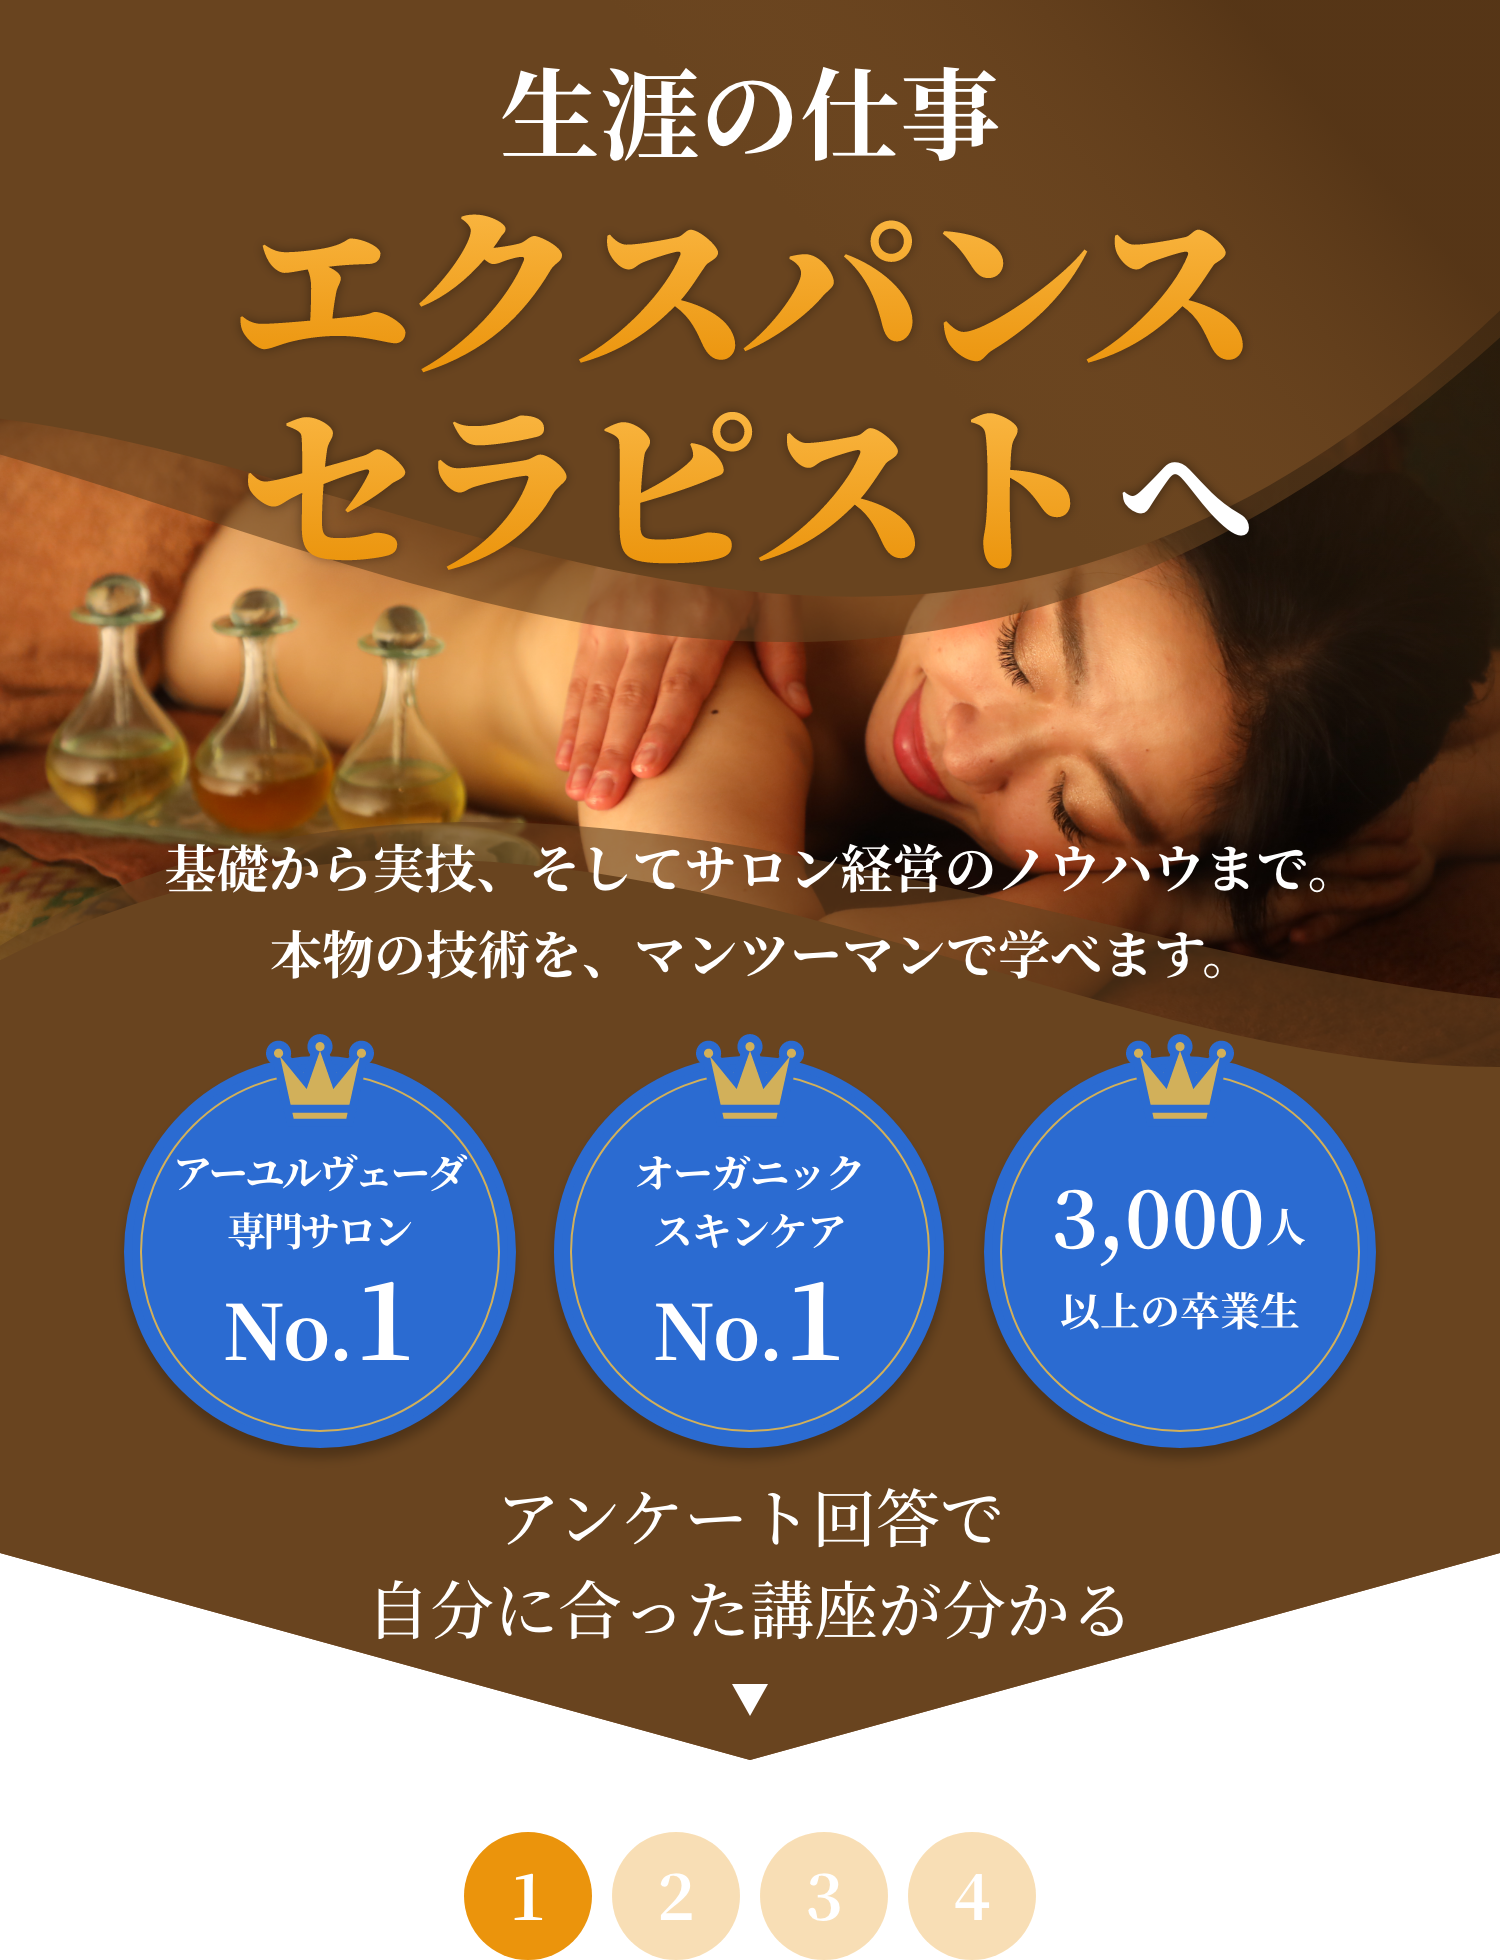 生涯の仕事
エクスパンス
セラピストへ
基礎から実技、そしてサロン経営のノウハウまで。
本物の技術を、マンツーマンで学べます。
アーユルヴェーダ
専門サロン
No.1
オーガニック
スキンケア
No.1
3,000人
以上の卒業生
アンケート回答で
自分に合った講座が分かる
1
2
3
4